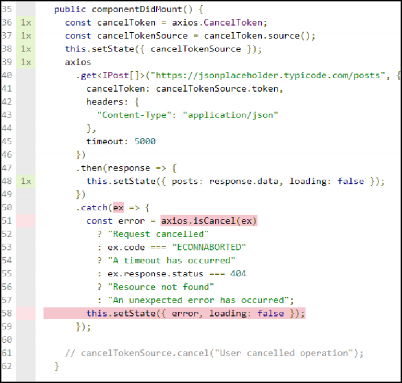 35 public componentDidMount() {
36 1x const cancelToken = axios.CancelToken;
37 1x const cancelTokenSource = cancelToken.source();
38 1x this.setState({ cancelTokenSource });
39 1x axios
40 .get<IPost[]>("https://jsonplaceholder.typicode.com/posts", {
41 cancelToken: cancelTokenSource.token,
42 headers: {
43 "Content-Type": "application/json"
44 },
45 timeout: 5000
46 })
47 .then(response => {
48 1x this.setState({ posts: response.data, loading: false });
49 })
50 .catch(ex => {
51 const error = axios.isCancel(ex)
52 ? "Request cancelled"
53 : ex.code === "ECONNABORTED"
54 ? "A timeout has occurred"
55 : ex.response.status === 404
56 ? "Resource not found"
57 : "An unexpected error has occurred";
58 this.setState({ error, loading: false });
59 });
60
61 // cancelTokenSource.cancel("User cancelled operation");
62 }